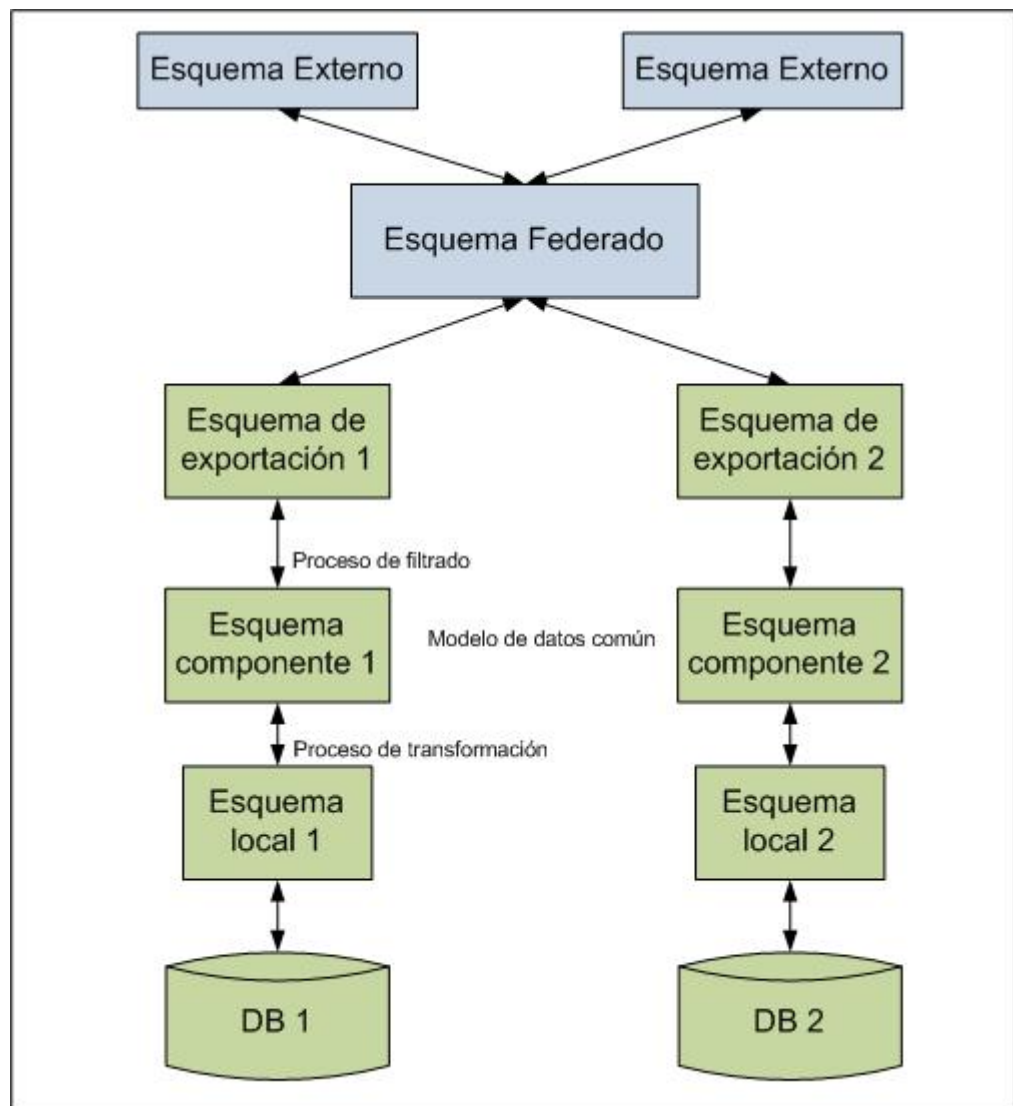 Esquema Externo
Esquema Externo
Esquema Federado
Esquema de
exportación 1
Esquema de
exportación 2
Proceso de filtrado
Esquema
componente 1
Modelo de datos común
Esquema
componente 2
Proceso de transformación
Esquema
local 1
Esquema
local 2
DB 1
DB 2